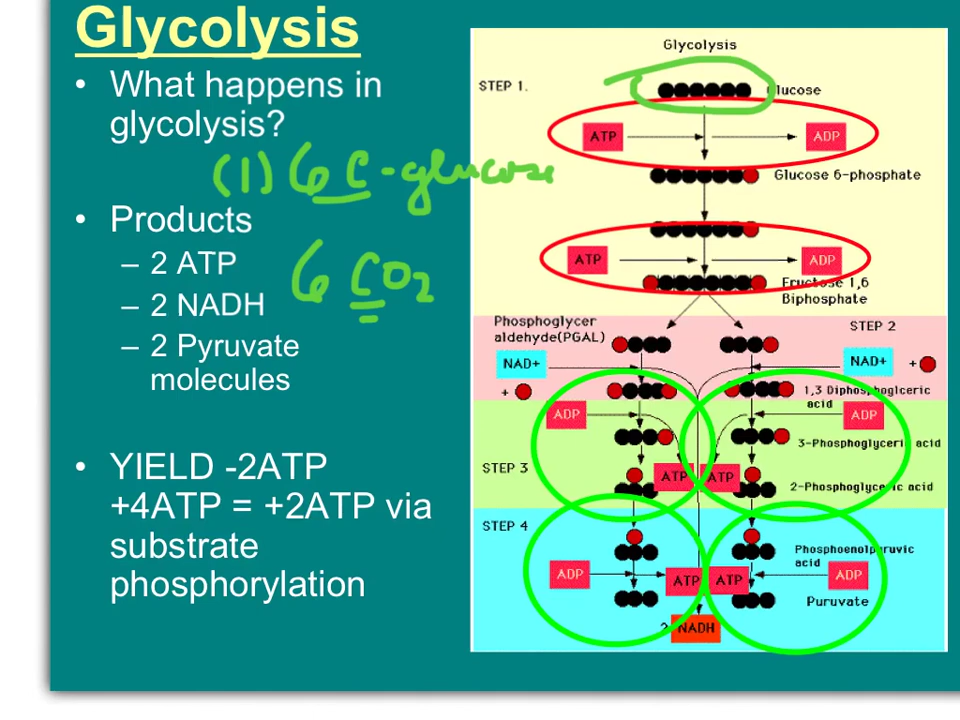 Glycolysis
• What happens in
glycolysis?
(1) 6 C-glucose
• Products
– 2 ATP
– 2 NADH
– 2 Pyruvate
molecules
6 CO2
• YIELD -2ATP
+4ATP = +2ATP via
substrate
phosphorylation
Glycolysis
STEP 1.
Glucose
ATP
ADP
Glucose 6-phosphate
ATP
ADP
Fructose 1,6
Biphosphate
Phosphoglycer
aldehyde(PGAL)
STEP 2
NAD+
NAD+
+
+
1,3 Diphosphoglceric
acid
ADP
ADP
3-Phosphoglyceric acid
STEP 3
ATP
ATP
2-Phosphoglyceric acid
STEP 4
Phosphoenolpyruvic
acid
ADP
ATP
ATP
ADP
Puruvate
2 NADH